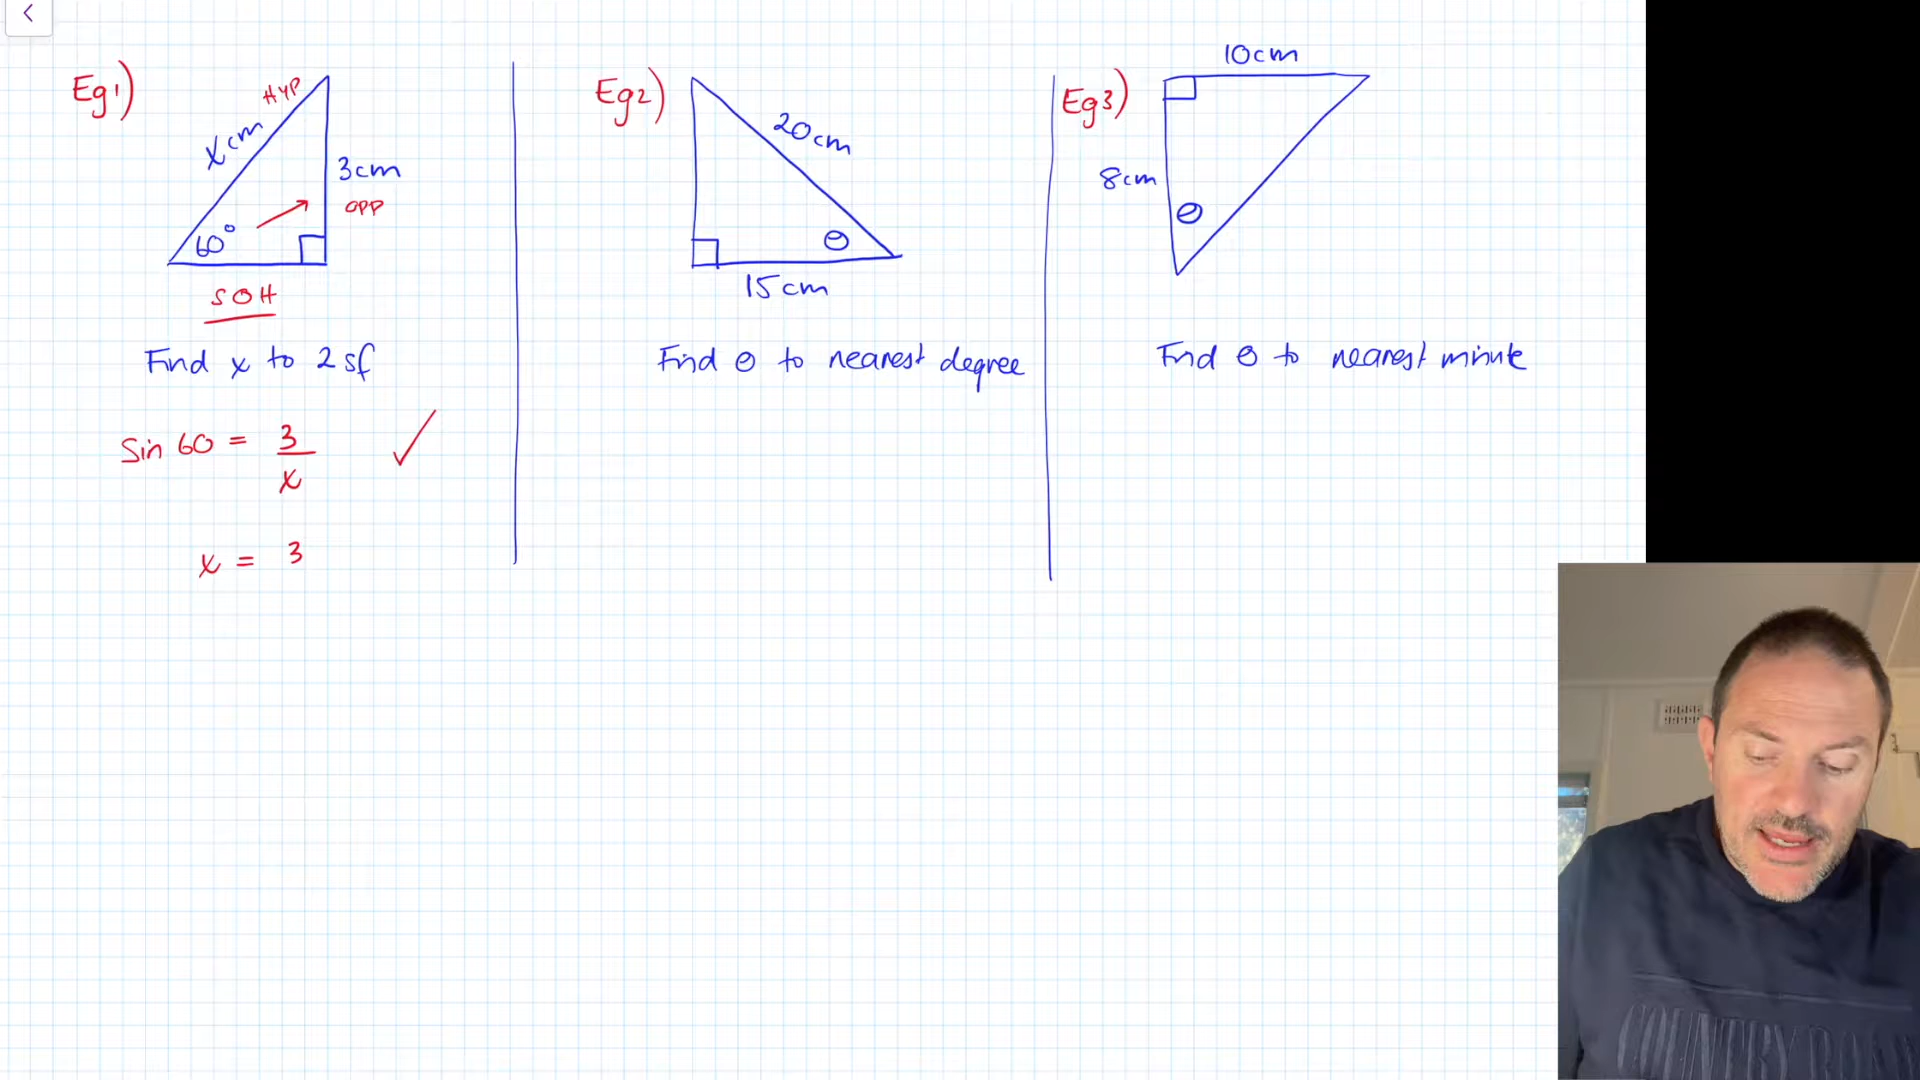 Eg1)
HYP
x cm
3cm
OPP
60°
SOH
Find x to 2 sf
Sin 60 = 3/x
x = 3
Eg2)
20cm
θ
15cm
Find θ to nearest degree
Eg3)
10cm
8cm
θ
Find θ to nearest minute